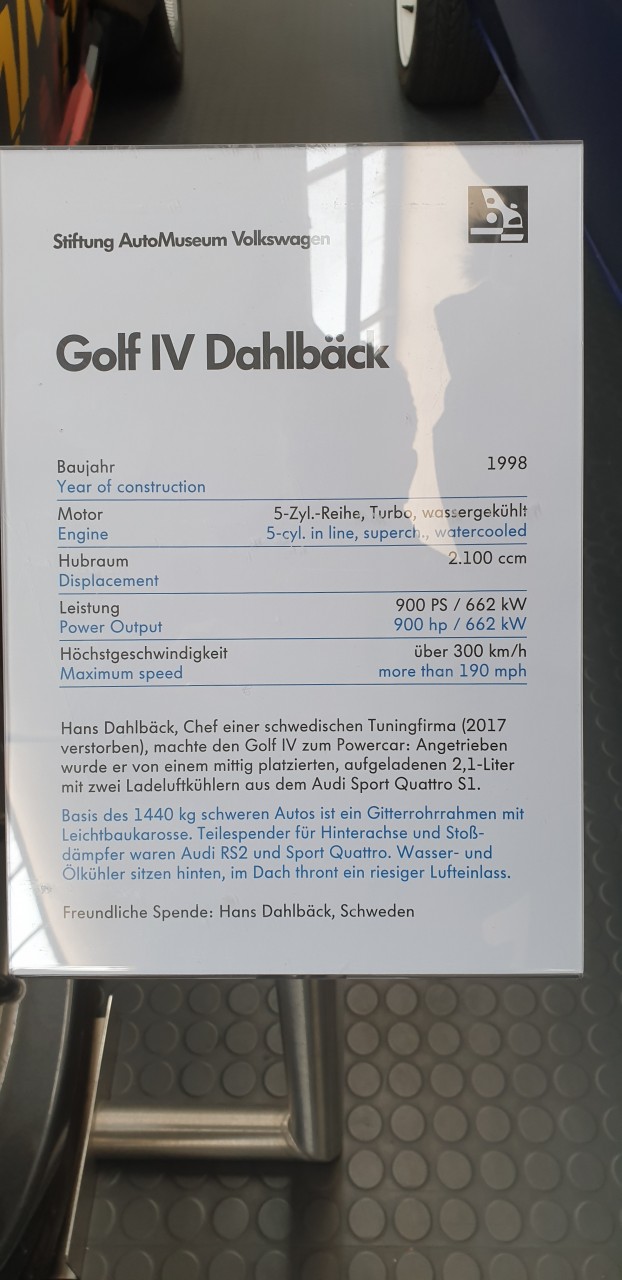 Stiftung AutoMuseum Volkswagen
Golf IV Dahlbäck
Baujahr 1998
Year of construction
Motor 5-Zyl.-Reihe, Turbo, wassergekühlt
Engine 5-cyl. in line, superch., watercooled
Hubraum 2.100 ccm
Displacement
Leistung 900 PS / 662 kW
Power Output 900 hp / 662 kW
Höchstgeschwindigkeit über 300 km/h
Maximum speed more than 190 mph
Hans Dahlbäck, Chef einer schwedischen Tuningfirma (2017
verstorben), machte den Golf IV zum Powercar: Angetrieben
wurde er von einem mittig platzierten, aufgeladenen 2,1-Liter
mit zwei Ladeluftkühlern aus dem Audi Sport Quattro S1.
Basis des 1440 kg schweren Autos ist ein Gitterrohrrahmen mit
Leichtbaukarosse. Teilespender für Hinterachse und Stoß-
dämpfer waren Audi RS2 und Sport Quattro. Wasser- und
Ölkühler sitzen hinten, im Dach thront ein riesiger Lufteinlass.
Freundliche Spende: Hans Dahlbäck, Schweden